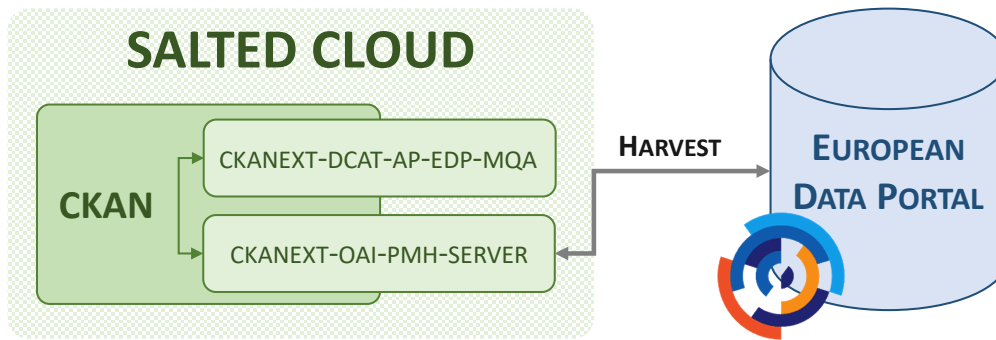 SALTED CLOUD
CKANEXT-DCAT-AP-EDP-MQA
CKAN
CKANEXT-OAI-PMH-SERVER
HARVEST
EUROPEAN
DATA PORTAL